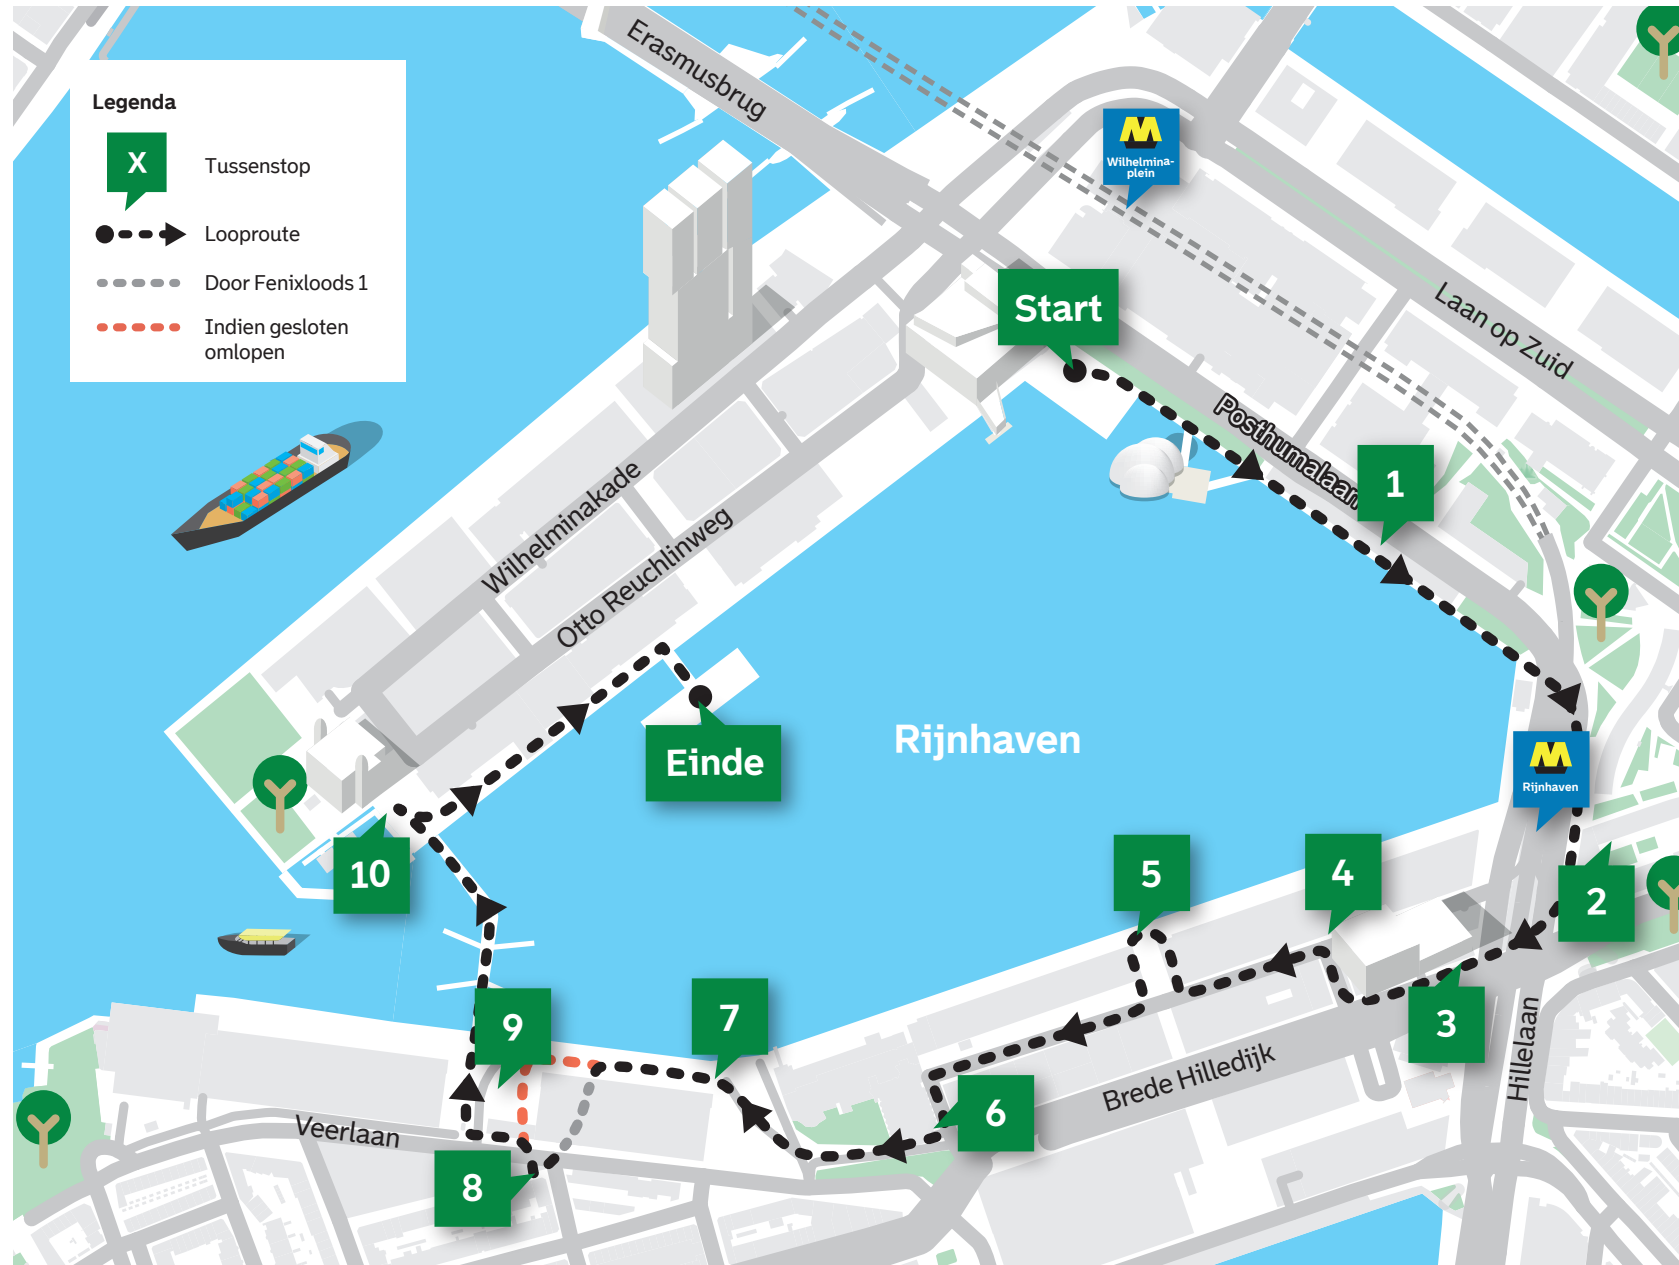 Legenda
X
Tussenstop
Looproute
Door Fenixloods 1
Indien gesloten
omlopen
Erasmusbrug
Wilhelmina-
plein
Start
Laan op Zuid
Posthumalaan
1
Wilhelminakade
Otto Reuchlinweg
Rijnhaven
Einde
Rijnhaven
10
5
4
2
9
7
3
6
Brede Hilledijk
Hillelaan
Veerlaan
8